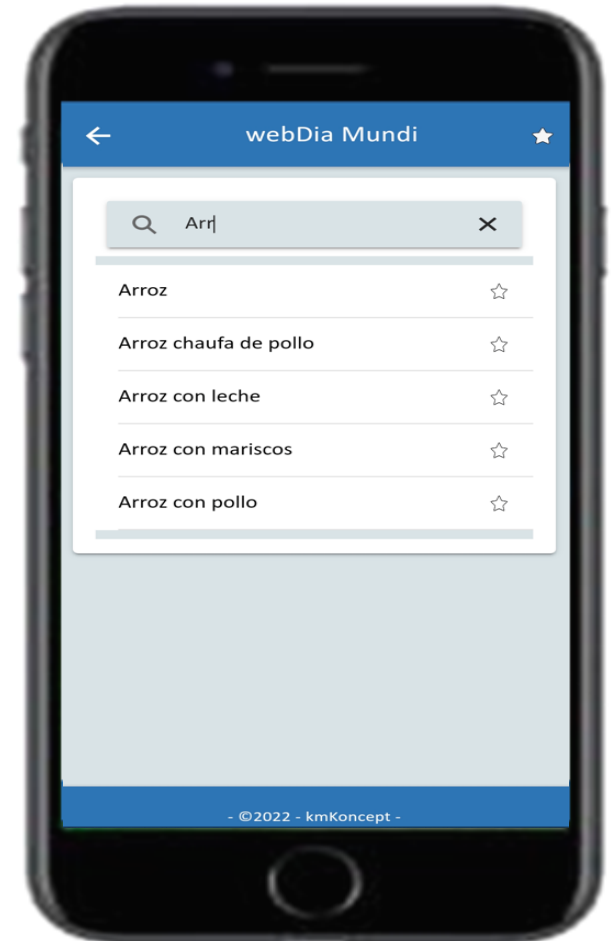 webDia Mundi
Arr
Arroz
Arroz chaufa de pollo
Arroz con leche
Arroz con mariscos
Arroz con pollo
- ©2022 - kmKoncept -